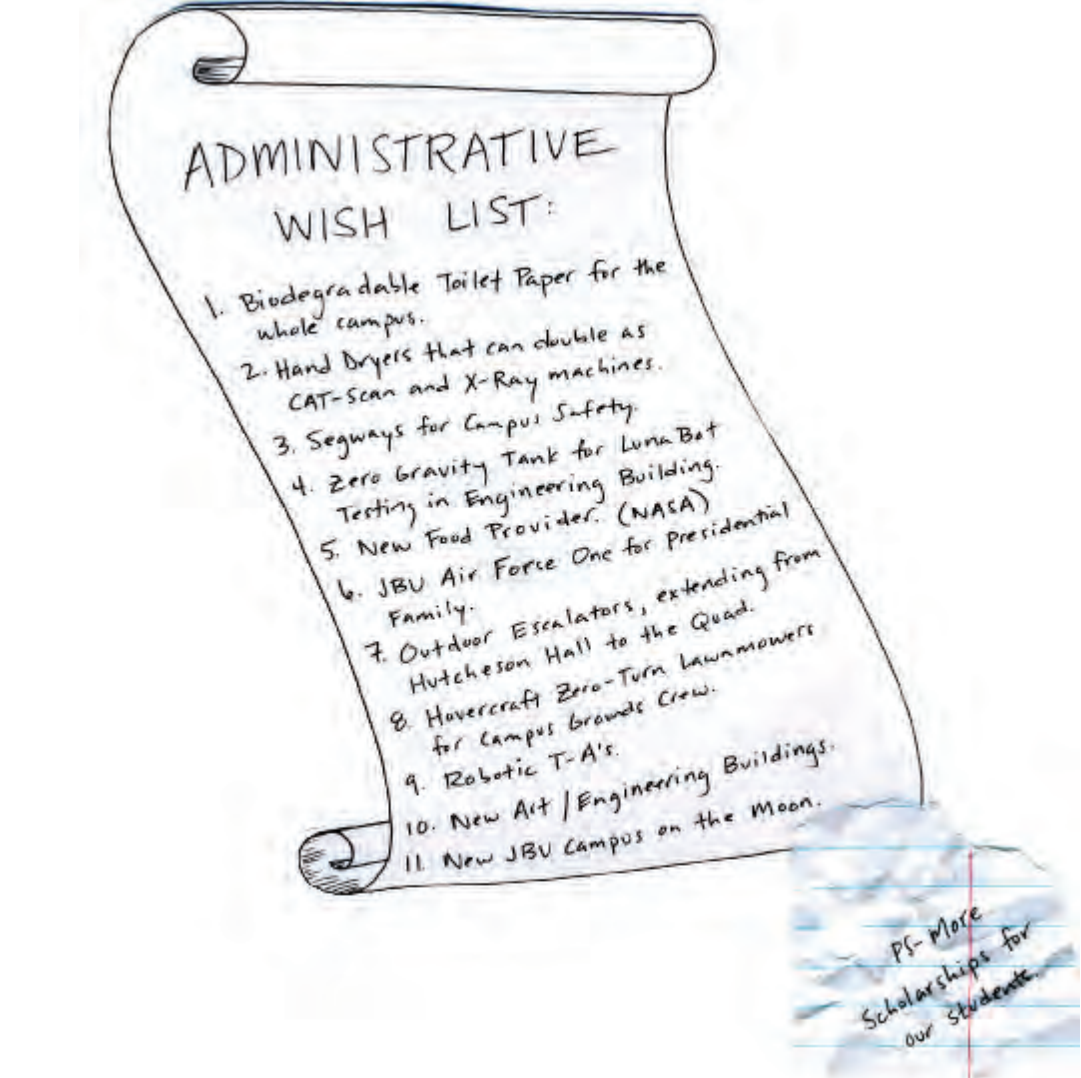 ADMINISTRATIVE
WISH LIST:
1. Biodegradable Toilet Paper for the
whole campus.
2. Hand Dryers that can double as
CAT-Scan and X-Ray machines.
3. Segways for Campus Safety.
4. Zero Gravity Tank for LunaBot
Testing in Engineering Building.
5. New Food Provider. (NASA)
6. JBU Air Force One for Presidential
Family.
7. Outdoor Escalators, extending from
Hutcheson Hall to the Quad.
8. Hovercraft Zero-Turn Lawnmowers
for Campus Grounds Crew.
9. Robotic T-A's.
10. New Art/Engineering Buildings.
11. New JBU Campus on the Moon.
PS- More
Scholarships for
our students.